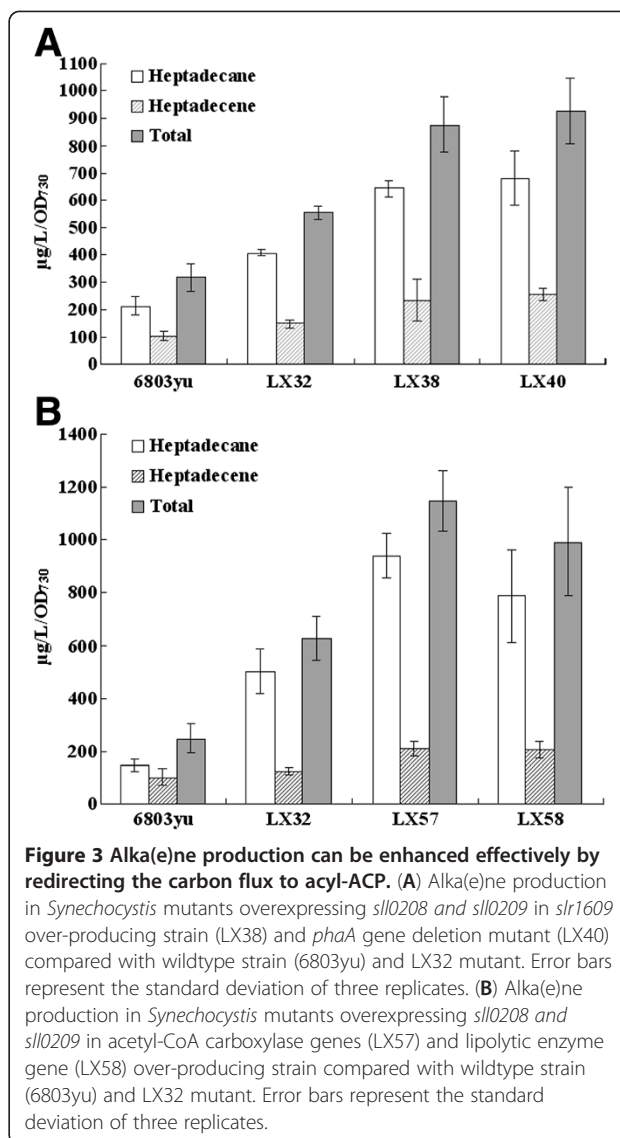 A
1100
1000
900
800
700
600
500
400
300
200
100
0
µg/L/OD730
Heptadecane
Heptadecene
Total
6803yu LX32 LX38 LX40
B
1400
1200
1000
800
600
400
200
0
µg/L/OD730
Heptadecane
Heptadecene
Total
6803yu LX32 LX57 LX58
Figure 3 Alka(e)ne production can be enhanced effectively by
redirecting the carbon flux to acyl-ACP. (A) Alka(e)ne production
in Synechocystis mutants overexpressing sll0208 and sll0209 in slr1609
over-producing strain (LX38) and phaA gene deletion mutant (LX40)
compared with wildtype strain (6803yu) and LX32 mutant. Error bars
represent the standard deviation of three replicates. (B) Alka(e)ne
production in Synechocystis mutants overexpressing sll0208 and
sll0209 in acetyl-CoA carboxylase genes (LX57) and lipolytic enzyme
gene (LX58) over-producing strain compared with wildtype strain
(6803yu) and LX32 mutant. Error bars represent the standard
deviation of three replicates.